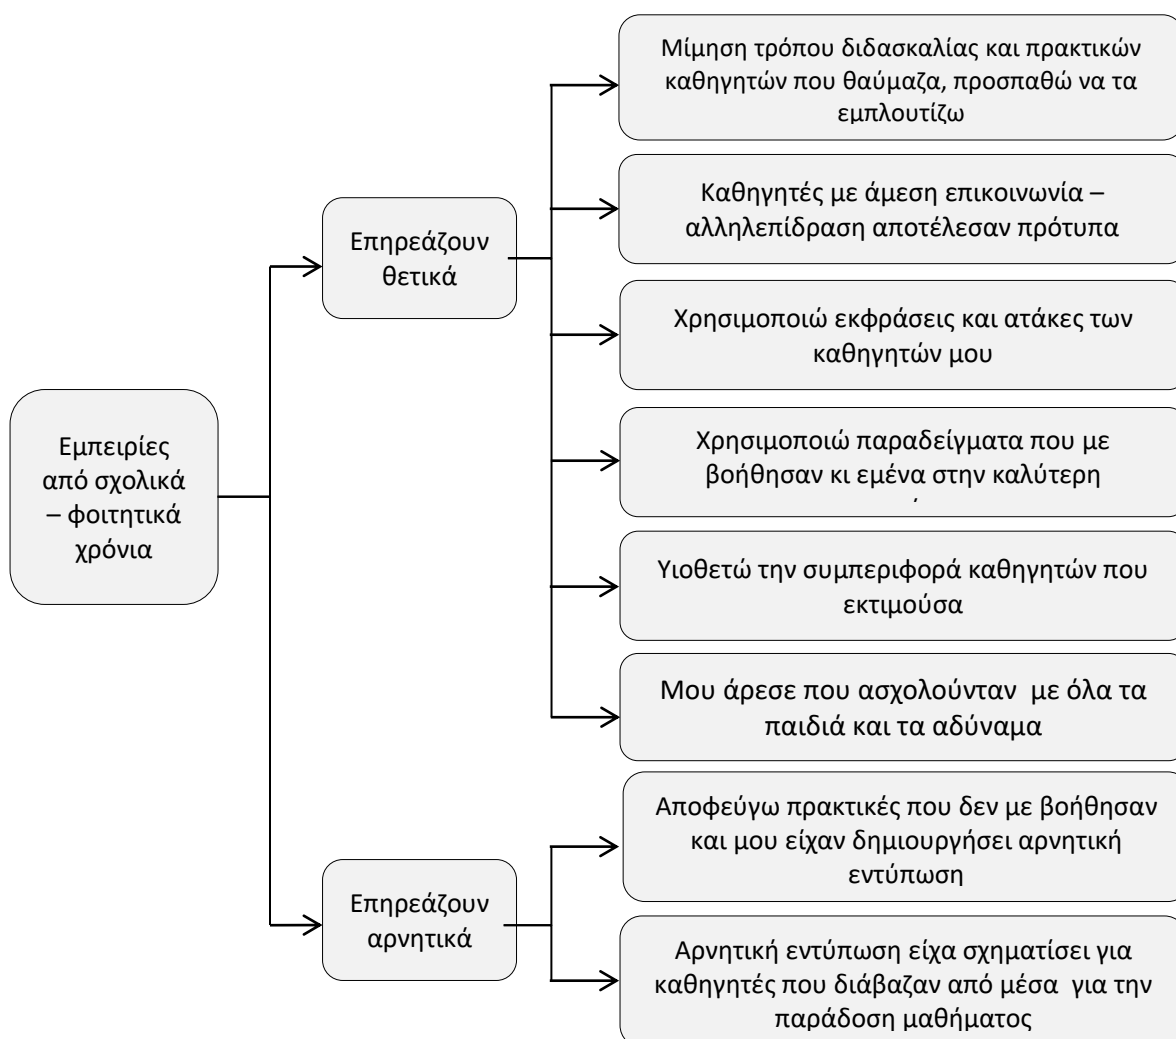 Εμπειρίες
από σχολικά
– φοιτητικά
χρόνια
Επηρεάζουν
θετικά
Μίμηση τρόπου διδασκαλίας και πρακτικών
καθηγητών που θαύμαζα, προσπαθώ να τα
εμπλουτίζω
Καθηγητές με άμεση επικοινωνία –
αλληλεπίδραση αποτέλεσαν πρότυπα
Χρησιμοποιώ εκφράσεις και ατάκες των
καθηγητών μου
Χρησιμοποιώ παραδείγματα που με
βοήθησαν κι εμένα στην καλύτερη
Υιοθετώ την συμπεριφορά καθηγητών που
εκτιμούσα
Μου άρεσε που ασχολούνταν με όλα τα
παιδιά και τα αδύναμα
Επηρεάζουν
αρνητικά
Αποφεύγω πρακτικές που δεν με βοήθησαν
και μου είχαν δημιουργήσει αρνητική
εντύπωση
Αρνητική εντύπωση είχα σχηματίσει για
καθηγητές που διάβαζαν από μέσα για την
παράδοση μαθήματος